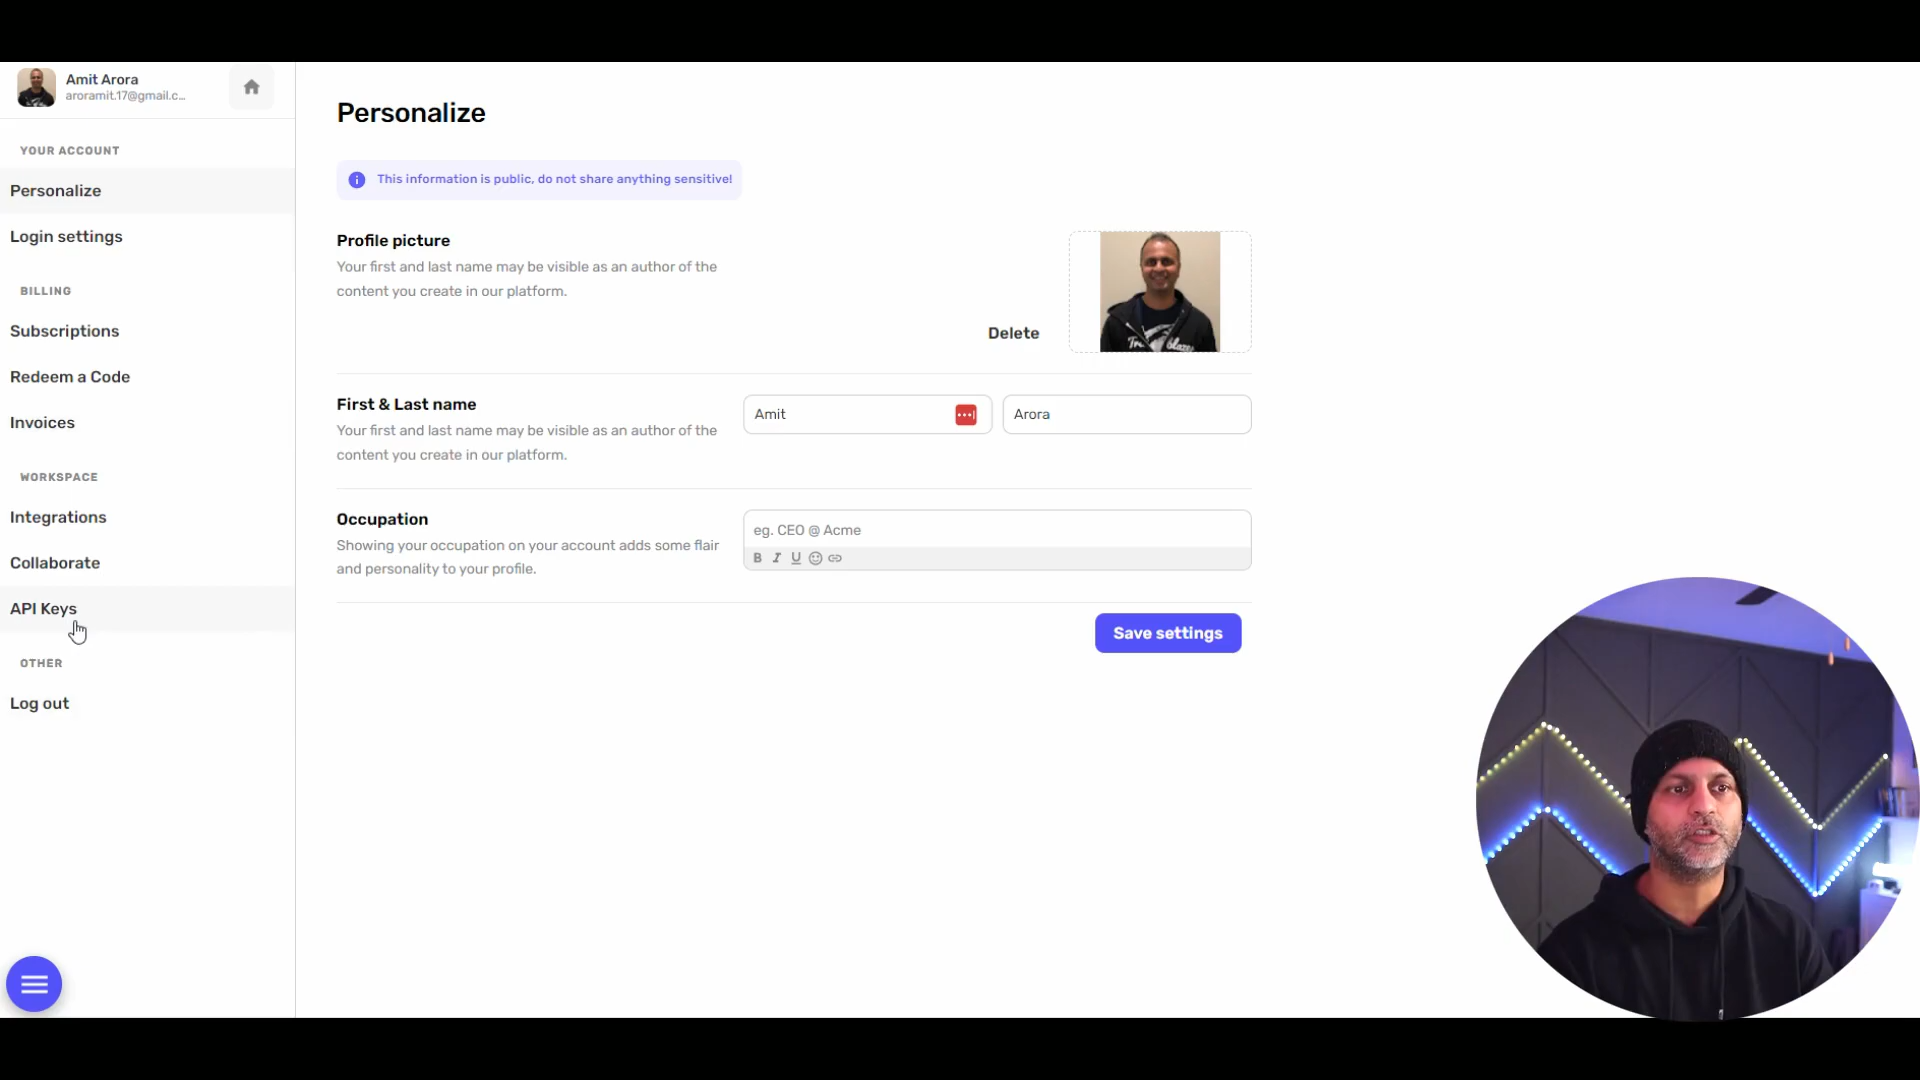 Amit Arora
aroramit.17@gmail.c...
YOUR ACCOUNT
Personalize
Login settings
BILLING
Subscriptions
Redeem a Code
Invoices
WORKSPACE
Integrations
Collaborate
API Keys
OTHER
Log out
Personalize
This information is public, do not share anything sensitive!
Profile picture
Your first and last name may be visible as an author of the
content you create in our platform.
Delete
First & Last name
Your first and last name may be visible as an author of the
content you create in our platform.
Amit
Arora
Occupation
Showing your occupation on your account adds some flair
and personality to your profile.
eg. CEO @ Acme
B I U
Save settings